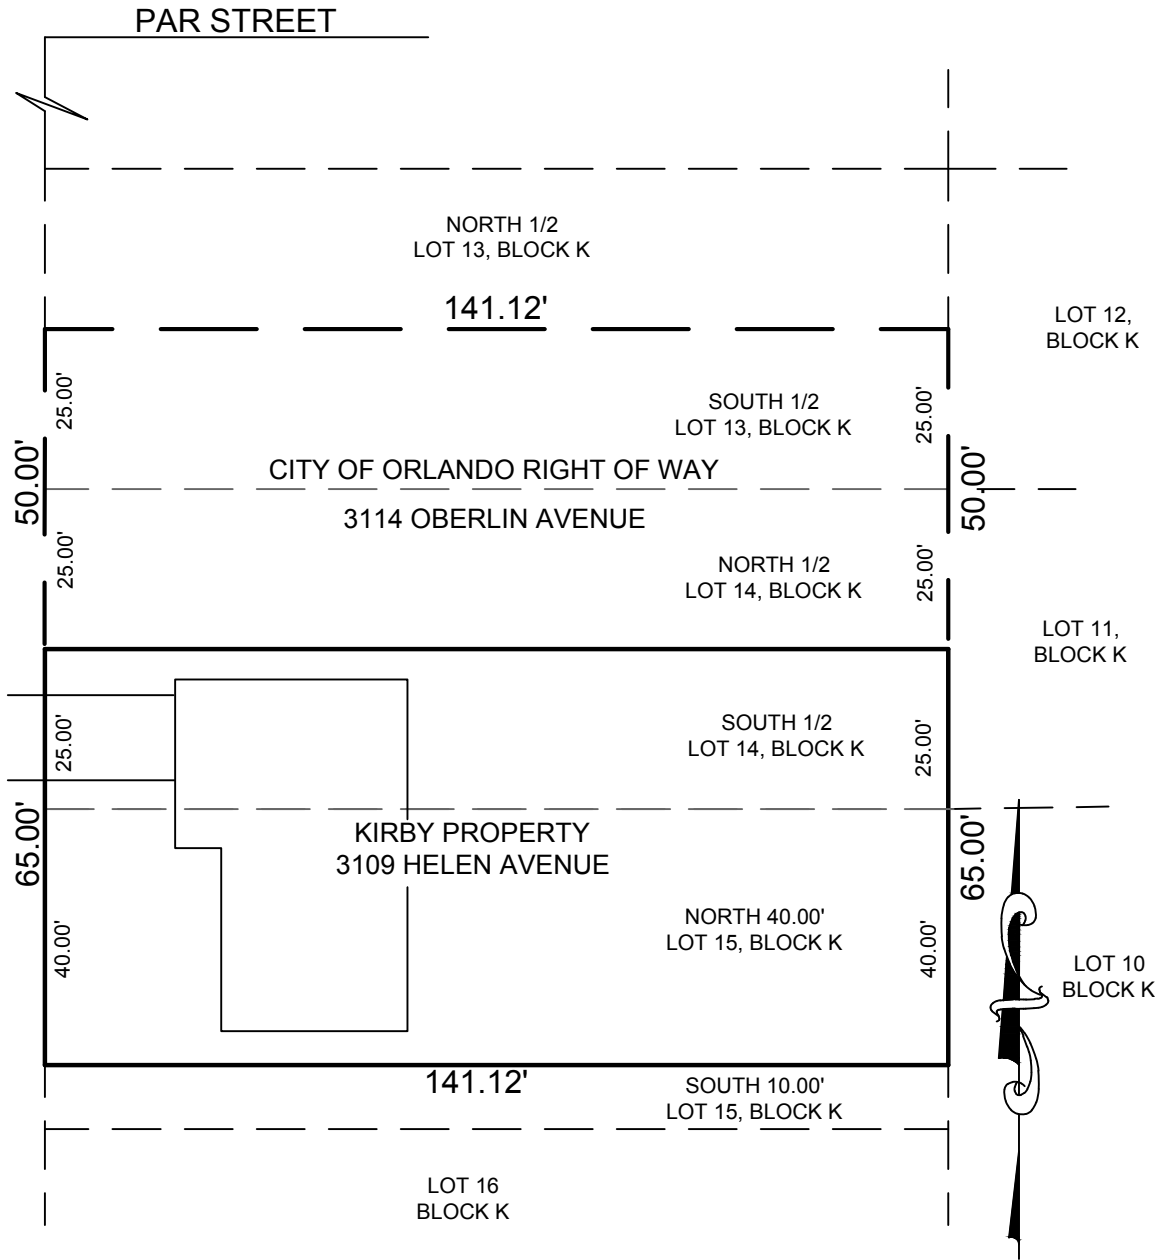 PAR STREET
NORTH 1/2
LOT 13, BLOCK K
141.12'
LOT 12,
BLOCK K
25.00'
SOUTH 1/2
LOT 13, BLOCK K
25.00'
50.00'
CITY OF ORLANDO RIGHT OF WAY
50.00'
3114 OBERLIN AVENUE
25.00'
NORTH 1/2
LOT 14, BLOCK K
25.00'
LOT 11,
BLOCK K
25.00'
SOUTH 1/2
LOT 14, BLOCK K
25.00'
65.00'
KIRBY PROPERTY
3109 HELEN AVENUE
65.00'
40.00'
NORTH 40.00'
LOT 15, BLOCK K
40.00'
LOT 10
BLOCK K
141.12'
SOUTH 10.00'
LOT 15, BLOCK K
LOT 16
BLOCK K